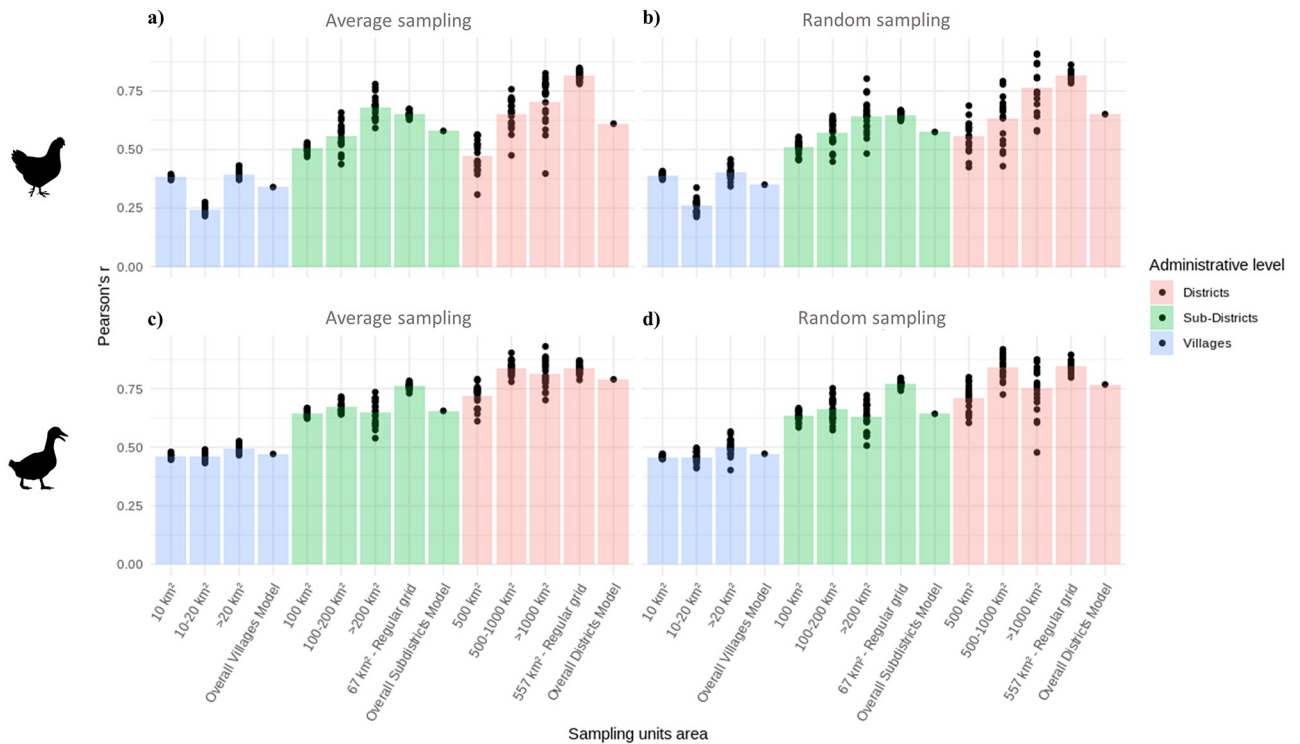 a) Average sampling
b) Random sampling
0.75
0.50
0.25
0.00
Pearson's r
c) Average sampling
d) Random sampling
0.75
0.50
0.25
0.00
10 km²
10-20 km²
>20 km²
Overall Villages Model
100 km²
100-200 km²
>200 km²
67 km² - Regular grid
Overall Subdistricts Model
500 km²
500-1000 km²
>1000 km²
557 km² - Regular grid
Overall Districts Model
10 km²
10-20 km²
>20 km²
Overall Villages Model
100 km²
100-200 km²
>200 km²
67 km² - Regular grid
Overall Subdistricts Model
500 km²
500-1000 km²
>1000 km²
557 km² - Regular grid
Overall Districts Model
Sampling units area
Administrative level
Districts
Sub-Districts
Villages